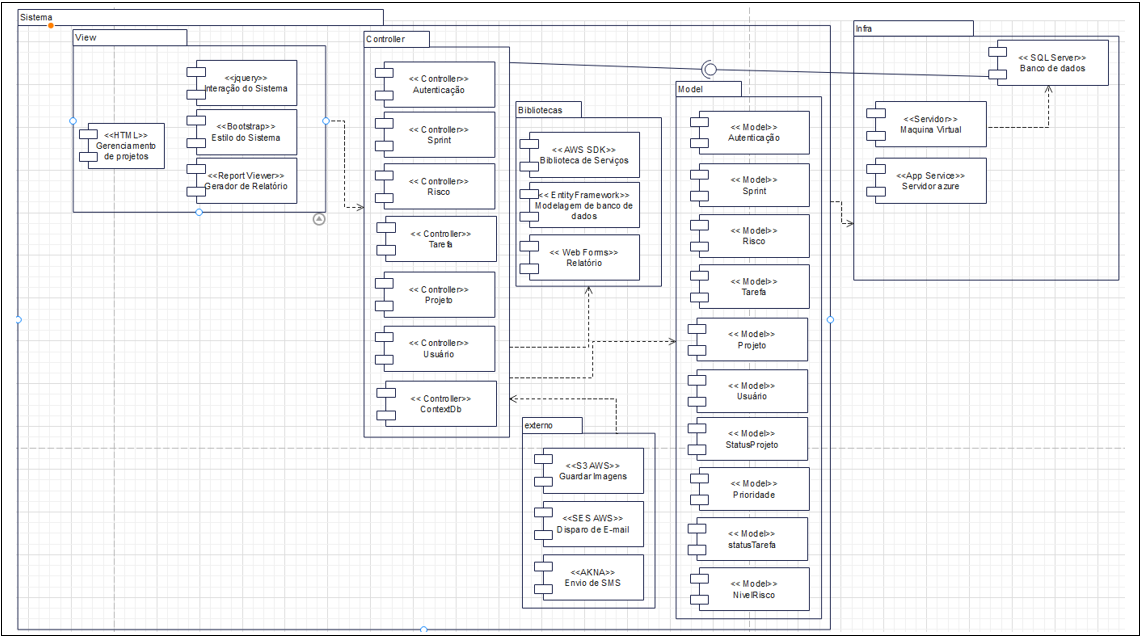 Sistema
View
<<jquery>>
Interação do Sistema
<<Bootstrap>>
Estilo do Sistema
<<HTML>>
Gerenciamento
de projetos
<<Report Viewer>>
Gerador de Relatório
Controller
<< Controller>>
Autenticação
<< Controller>>
Sprint
<< Controller>>
Risco
<< Controller>>
Tarefa
<< Controller>>
Projeto
<< Controller>>
Usuário
<< Controller>>
ContextDb
Bibliotecas
<<AWS SDK>>
Biblioteca de Serviços
<< EntityFramework>>
Modelagem de banco de
dados
<< Web Forms>>
Relatório
externo
<<S3 AWS>>
Guardar Imagens
<<SES AWS>>
Disparo de E-mail
<<AKNA>>
Envio de SMS
Model
<< Model>>
Autenticação
<< Model>>
Sprint
<< Model>>
Risco
<< Model>>
Tarefa
<< Model>>
Projeto
<< Model>>
Usuário
<< Model>>
StatusProjeto
<< Model>>
Prioridade
<< Model>>
statusTarefa
<< Model>>
NivelRisco
Infra
<< SQL Server>>
Banco de dados
<<Servidor>>
Maquina Virtual
<<App Service>>
Servidor azure